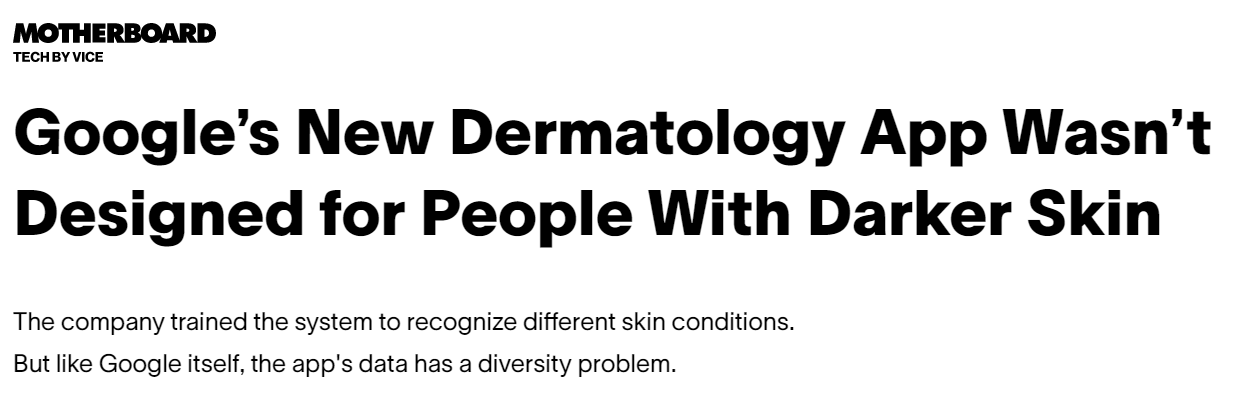 MOTHERBOARD
TECH BY VICE
Google’s New Dermatology App Wasn’t
Designed for People With Darker Skin
The company trained the system to recognize different skin conditions.
But like Google itself, the app's data has a diversity problem.